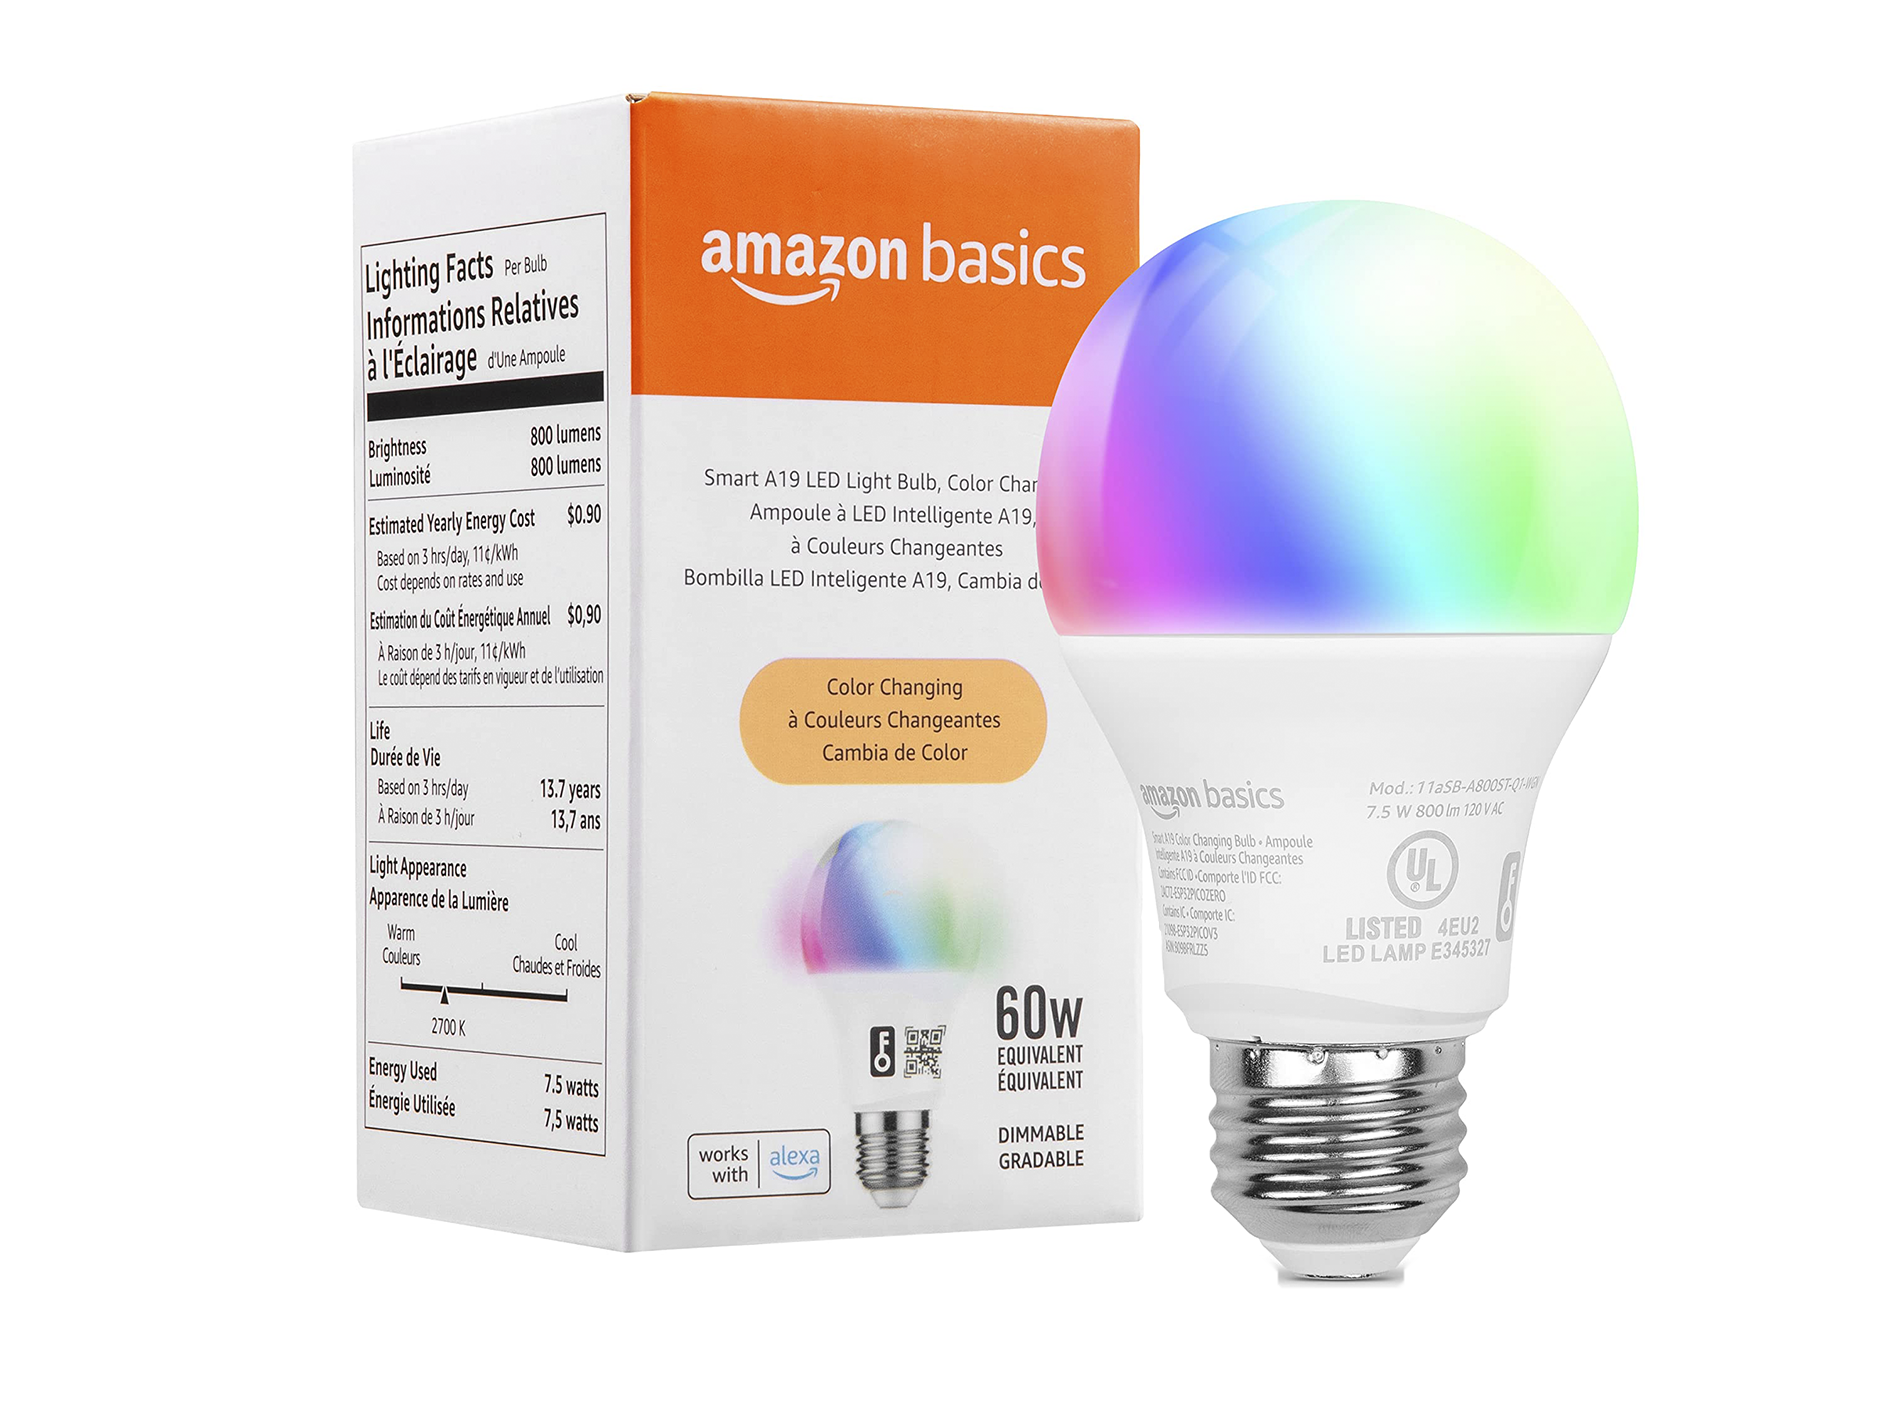 Lighting Facts Per Bulb
Informations Relatives
à l'Éclairage d'Une Ampoule
Brightness 800 lumens
Luminosité 800 lumens
Estimated Yearly Energy Cost $0.90
Based on 3 hrs/day, 11¢/kWh
Cost depends on rates and use
Estimation du Coût Énergétique Annuel $0,90
À Raison de 3 h/jour, 11¢/kWh
Le coût dépend des tarifs en vigueur et de l'utilisation
Life
Durée de Vie
Based on 3 hrs/day 13.7 years
À Raison de 3 h/jour 13,7 ans
Light Appearance
Apparence de la Lumière
Warm Cool
Couleurs Chaudes et Froides
2700 K
Energy Used 7.5 watts
Énergie Utilisée 7,5 watts
amazon basics
Smart A19 LED Light Bulb, Color Chan
Ampoule à LED Intelligente A19,
à Couleurs Changeantes
Bombilla LED Inteligente A19, Cambia d
Color Changing
à Couleurs Changeantes
Cambia de Color
60W
EQUIVALENT
ÉQUIVALENT
DIMMABLE
GRADABLE
works with alexa
amazon basics
Smart A19 Color Changing Bulb • Ampoule
Intelligente A19 à Couleurs Changeantes
Contains FCC ID • Comporte l'ID FCC:
2AC7Z-ESP32PICOZERO
Contains IC • Comporte IC:
21098-ESP32PICOV3
Mod.: 11aSB-A800ST-Q1-WGN
7.5 W 800 lm 120 V AC
UL
LISTED 4EU2
LED LAMP E345327